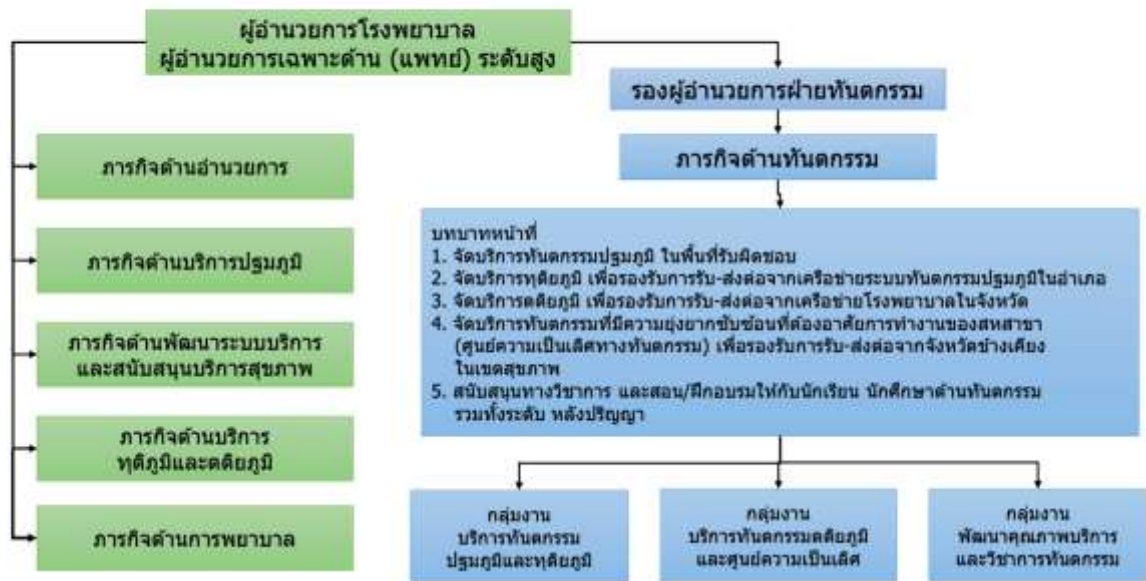 ผู้อำนวยการโรงพยาบาล
ผู้อำนวยการเฉพาะด้าน (แพทย์) ระดับสูง
รองผู้อำนวยการฝ่ายทันตกรรม
ภารกิจด้านอำนวยการ
ภารกิจด้านบริการปฐมภูมิ
ภารกิจด้านพัฒนาระบบบริการ
และสนับสนุนบริการสุขภาพ
ภารกิจด้านบริการ
ทุติภูมิและตติยภูมิ
ภารกิจด้านการพยาบาล
ภารกิจด้านทันตกรรม
บทบาทหน้าที่
1. จัดบริการทันตกรรมปฐมภูมิ ในพื้นที่รับผิดชอบ
2. จัดบริการทุติยภูมิ เพื่อรองรับการรับ-ส่งต่อจากเครือข่ายระบบทันตกรรมปฐมภูมิในอำเภอ
3. จัดบริการตติยภูมิ เพื่อรองรับการรับ-ส่งต่อจากเครือข่ายโรงพยาบาลในจังหวัด
4. จัดบริการทันตกรรมที่มีความยุ่งยากซับซ้อนที่ต้องอาศัยการทำงานของสหสาขา
(ศูนย์ความเป็นเลิศทางทันตกรรม) เพื่อรองรับการรับ-ส่งต่อจากจังหวัดข้างเคียง
ในเขตสุขภาพ
5. สนับสนุนทางวิชาการ และสอน/ฝึกอบรมให้กับนักเรียน นักศึกษาด้านทันตกรรม
รวมทั้งระดับ หลังปริญญา
กลุ่มงาน
บริการทันตกรรม
ปฐมภูมิและทุติยภูมิ
กลุ่มงาน
บริการทันตกรรมตติยภูมิ
และศูนย์ความเป็นเลิศ
กลุ่มงาน
พัฒนาคุณภาพบริการ
และวิชาการทันตกรรม